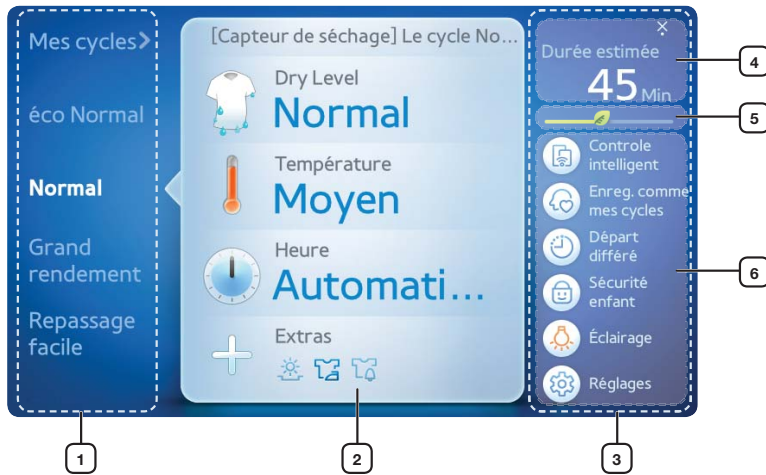 Mes cycles
éco Normal
Normal
Grand
rendement
Repassage
facile
[Capteur de séchage] Le cycle No...
Dry Level
Normal
Température
Moyen
Heure
Automati...
Extras
Durée estimée
45 Min
Controle
intelligent
Enreg. comme
mes cycles
Départ
différé
Sécurité
enfant
Éclairage
Réglages
4
5
6
1
2
3